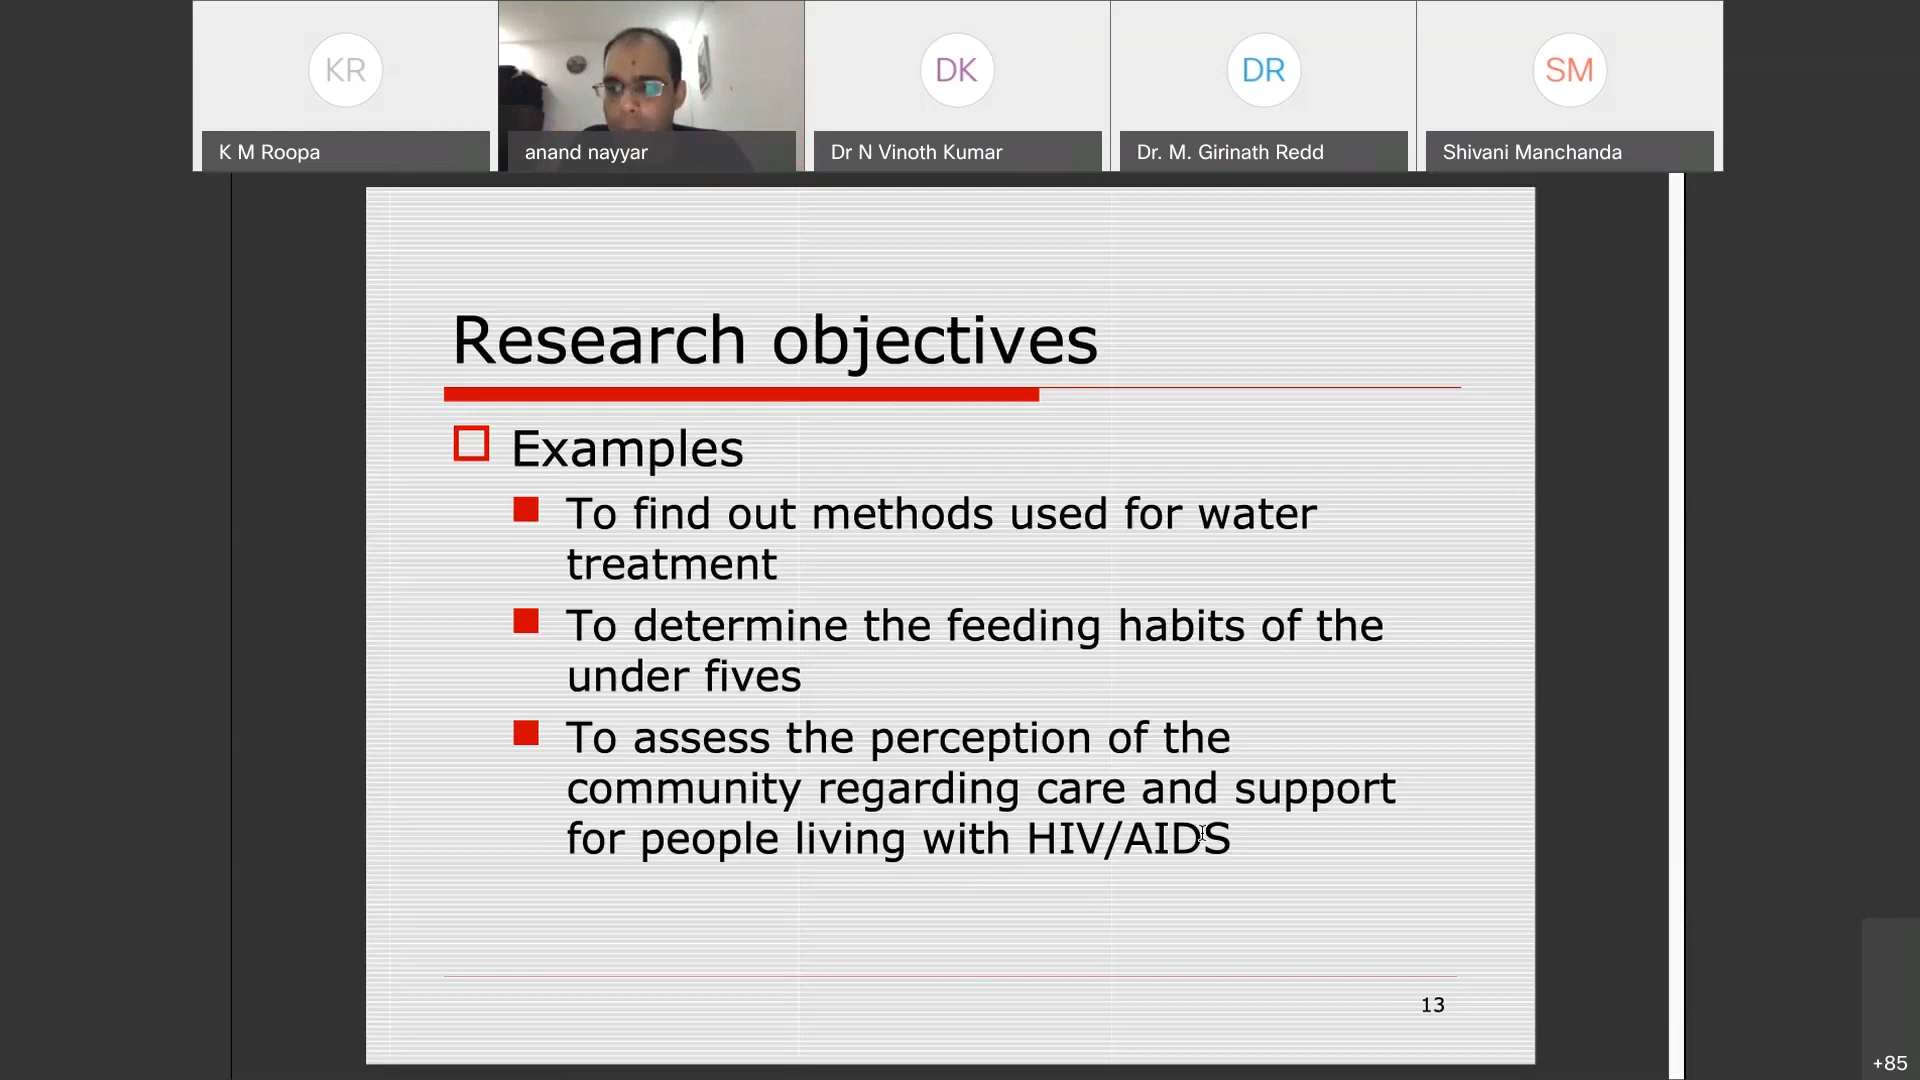 KR
DK
DR
SM
K M Roopa
anand nayyar
Dr N Vinoth Kumar
Dr. M. Girinath Redd
Shivani Manchanda
Research objectives
Examples
To find out methods used for water
treatment
To determine the feeding habits of the
under fives
To assess the perception of the
community regarding care and support
for people living with HIV/AIDS
13
+85